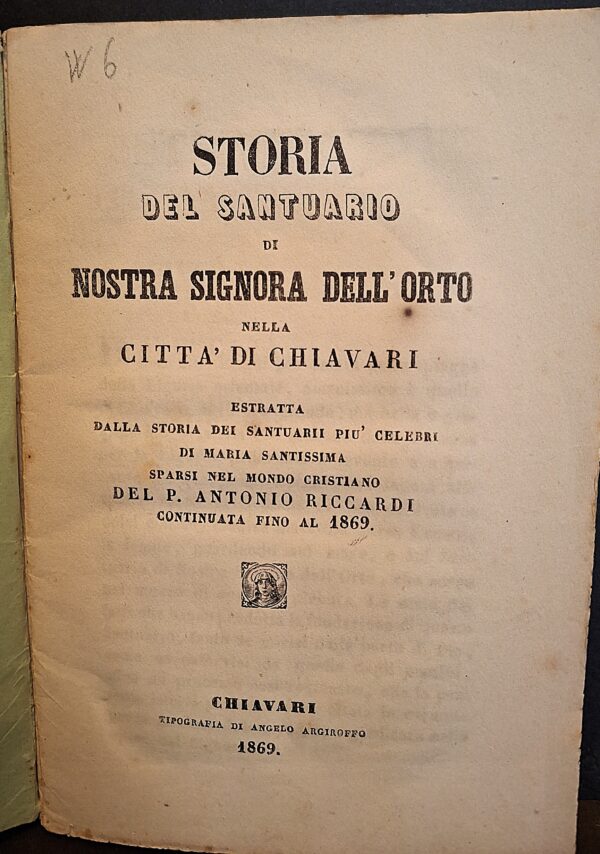 W 6
STORIA
DEL SANTUARIO
DI
NOSTRA SIGNORA DELL'ORTO
NELLA
CITTA' DI CHIAVARI
ESTRATTA
DALLA STORIA DEI SANTUARII PIU' CELEBRI
DI MARIA SANTISSIMA
SPARSI NEL MONDO CRISTIANO
DEL P. ANTONIO RICCARDI
CONTINUATA FINO AL 1869.
CHIAVARI
TIPOGRAFIA DI ANGELO ARGIROFFO
1869.